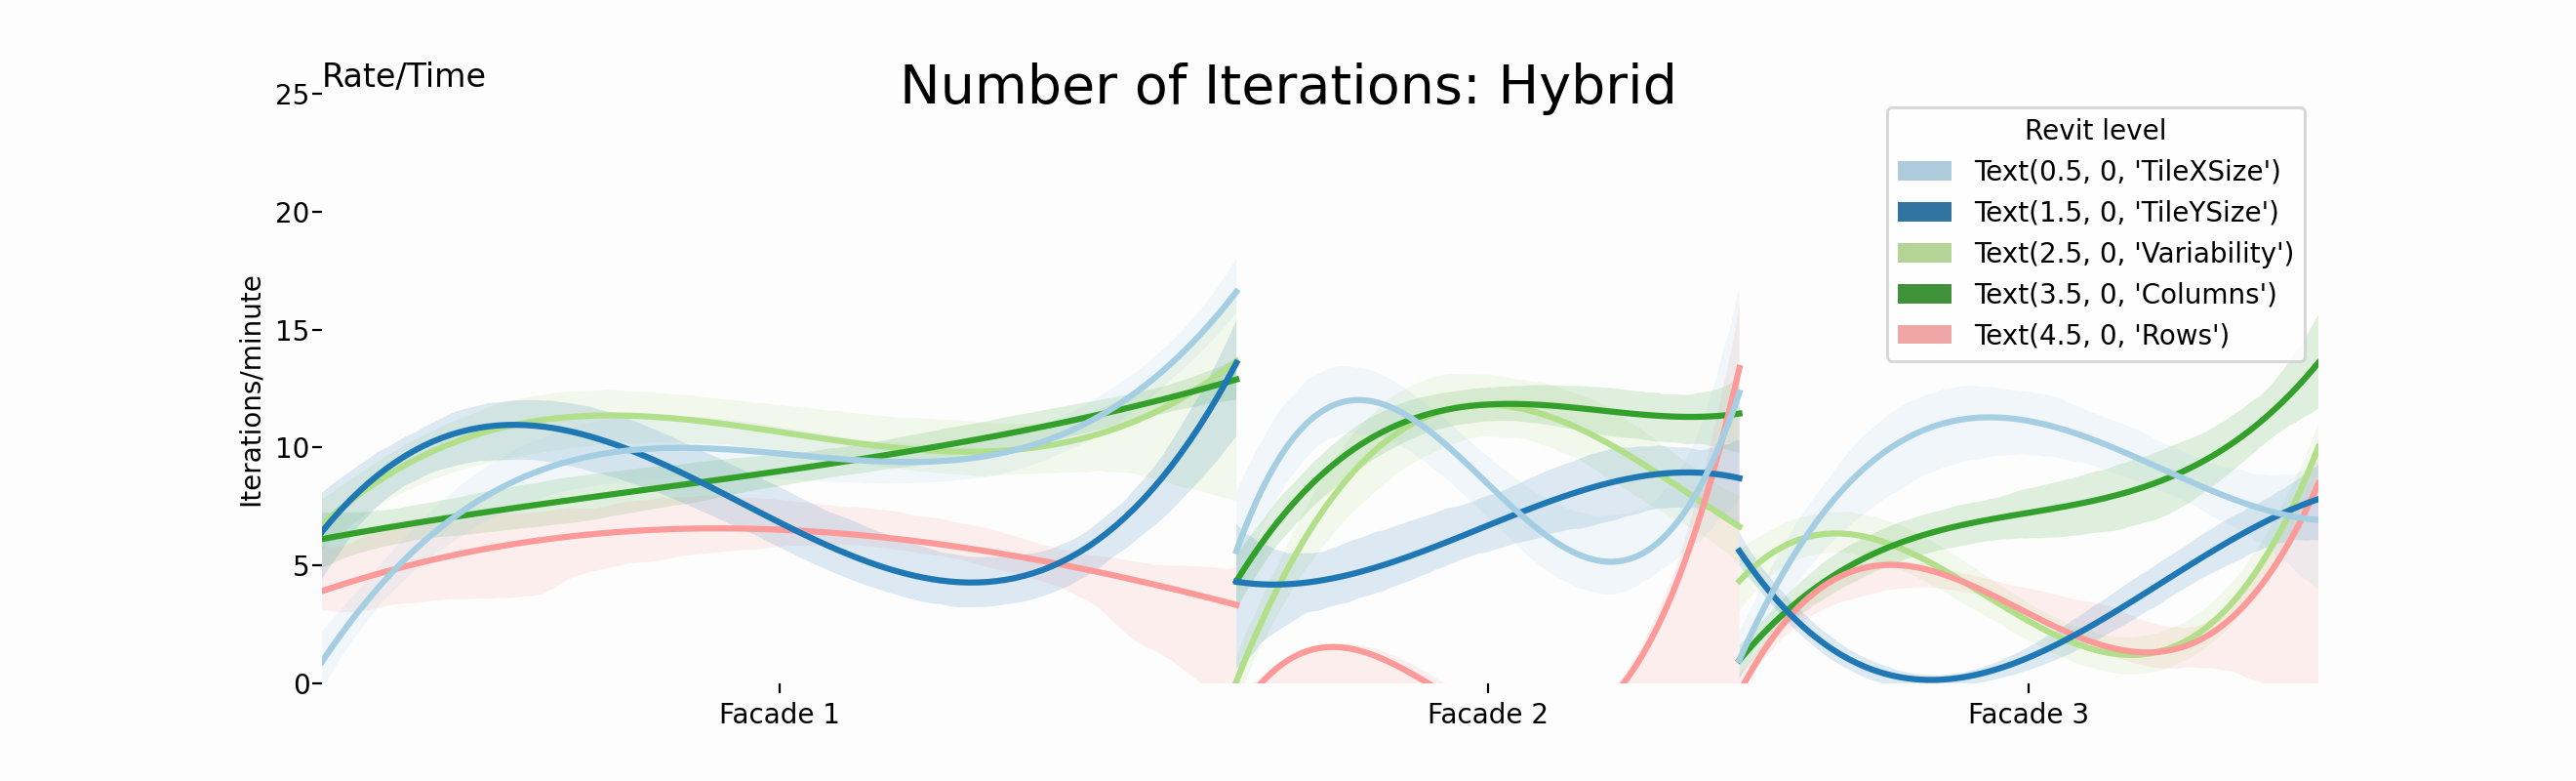 Rate/Time
Number of Iterations: Hybrid
25
20
15
10
5
0
Iterations/minute
Revit level
Text(0.5, 0, 'TileXSize')
Text(1.5, 0, 'TileYSize')
Text(2.5, 0, 'Variability')
Text(3.5, 0, 'Columns')
Text(4.5, 0, 'Rows')
Facade 1
Facade 2
Facade 3